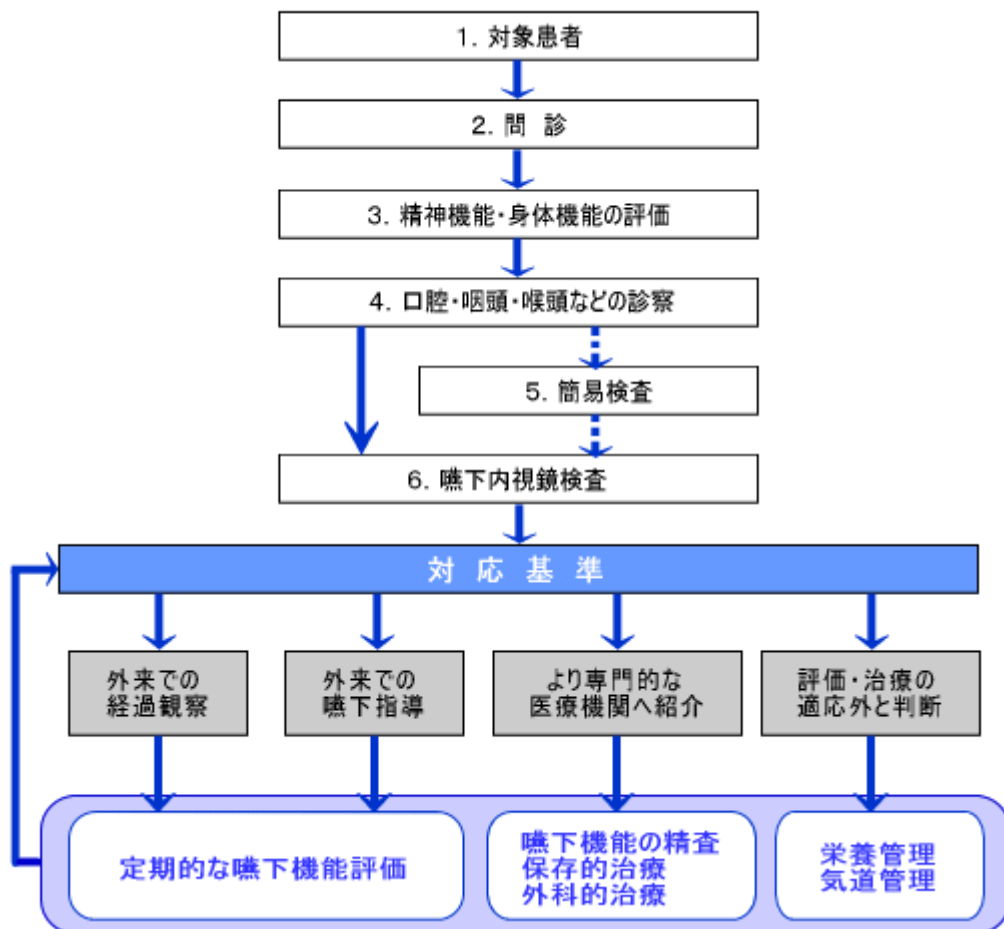 1. 対象患者
2. 問 診
3. 精神機能・身体機能の評価
4. 口腔・咽頭・喉頭などの診察
5. 簡易検査
6. 嚥下内視鏡検査
対 応 基 準
外来での
経過観察
外来での
嚥下指導
より専門的な
医療機関へ紹介
評価・治療の
適応外と判断
定期的な嚥下機能評価
嚥下機能の精査
保存的治療
外科的治療
栄養管理
気道管理